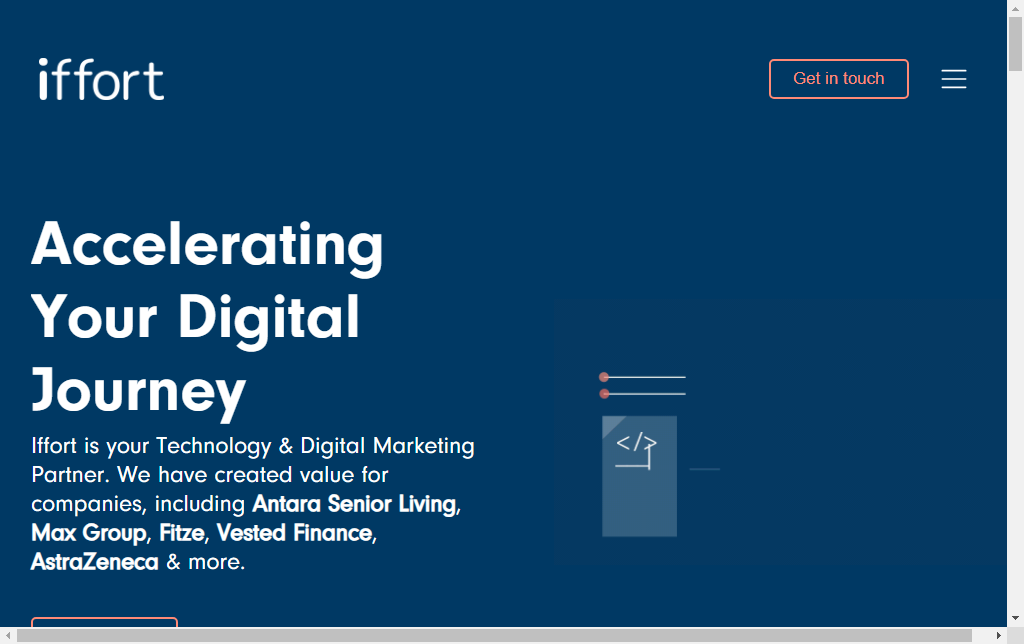 iffort
Get in touch
Accelerating
Your Digital
Journey
Iffort is your Technology & Digital Marketing
Partner. We have created value for
companies, including Antara Senior Living,
Max Group, Fitze, Vested Finance,
AstraZeneca & more.
</>